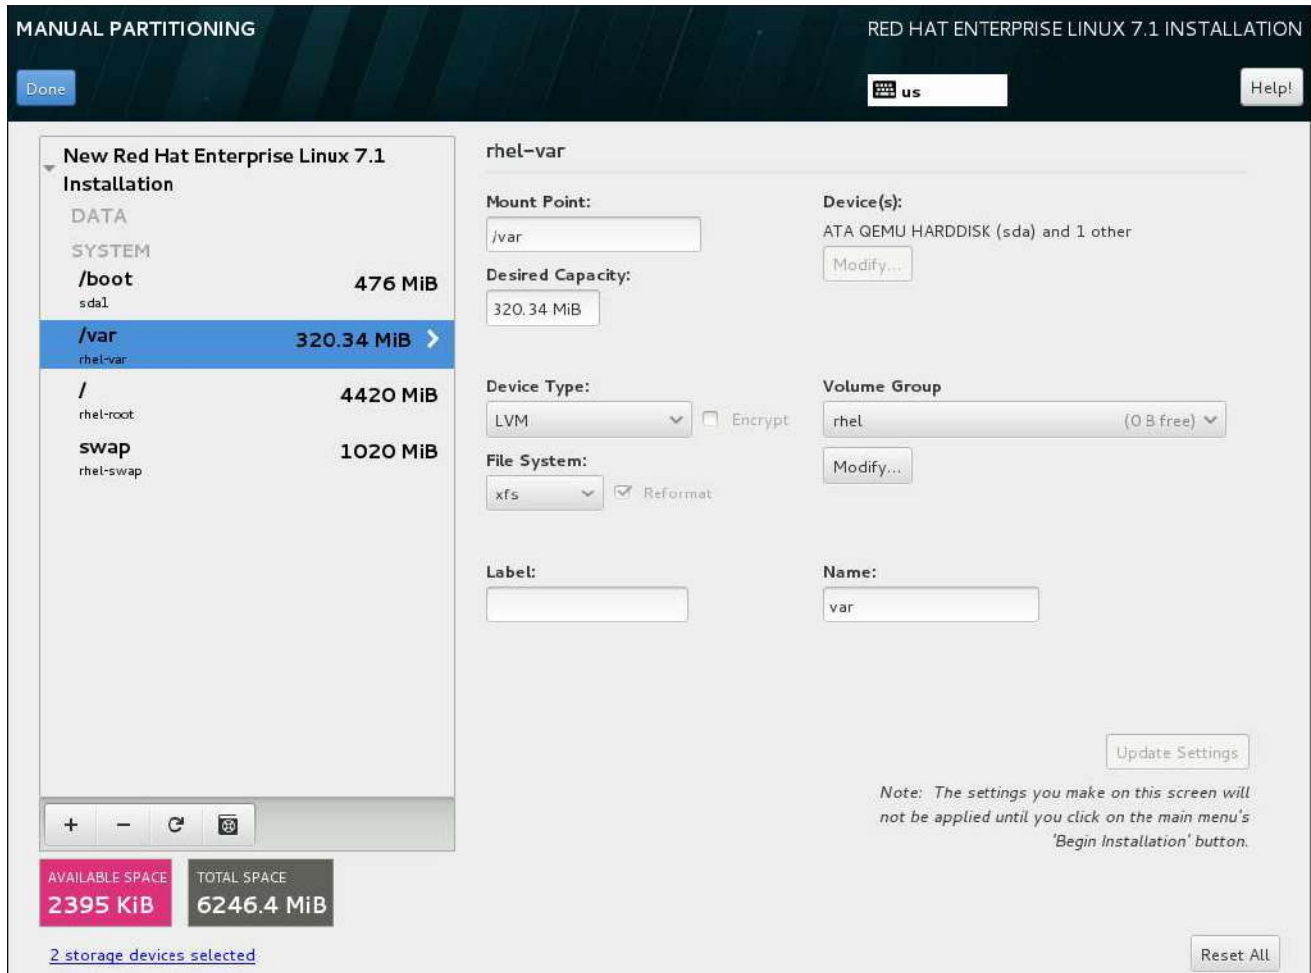 MANUAL PARTITIONING
RED HAT ENTERPRISE LINUX 7.1 INSTALLATION
Done
us
Help!
New Red Hat Enterprise Linux 7.1
Installation
DATA
SYSTEM
/boot
476 MiB
sda1
/var
320.34 MiB
rhel-var
/
4420 MiB
rhel-root
swap
1020 MiB
rhel-swap
+ −
AVAILABLE SPACE
2395 KiB
TOTAL SPACE
6246.4 MiB
2 storage devices selected
rhel-var
Mount Point:
/var
Desired Capacity:
320.34 MiB
Device(s):
ATA QEMU HARDDISK (sda) and 1 other
Modify...
Device Type:
LVM
Encrypt
File System:
xfs
Reformat
Volume Group
rhel (0 B free)
Modify...
Label:
Name:
var
Update Settings
Note: The settings you make on this screen will
not be applied until you click on the main menu's
'Begin Installation' button.
Reset All